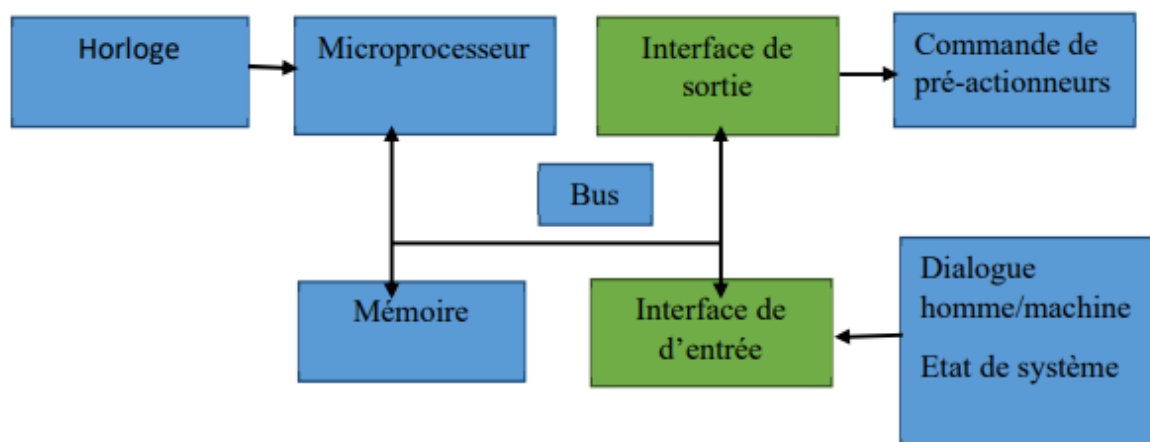 Horloge
Microprocesseur
Interface de
sortie
Commande de
pré-actionneurs
Bus
Mémoire
Interface de
d’entrée
Dialogue
homme/machine
Etat de système